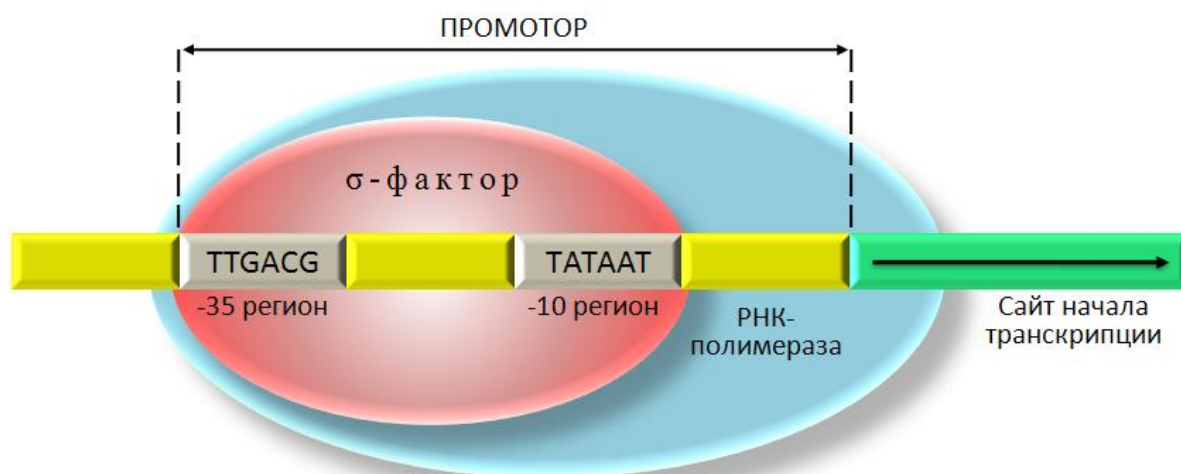 ПРОМОТОР
σ-фактор
TTGACG
TATAAT
-35 регион
-10 регион
РНК-
полимераза
Сайт начала
транскрипции